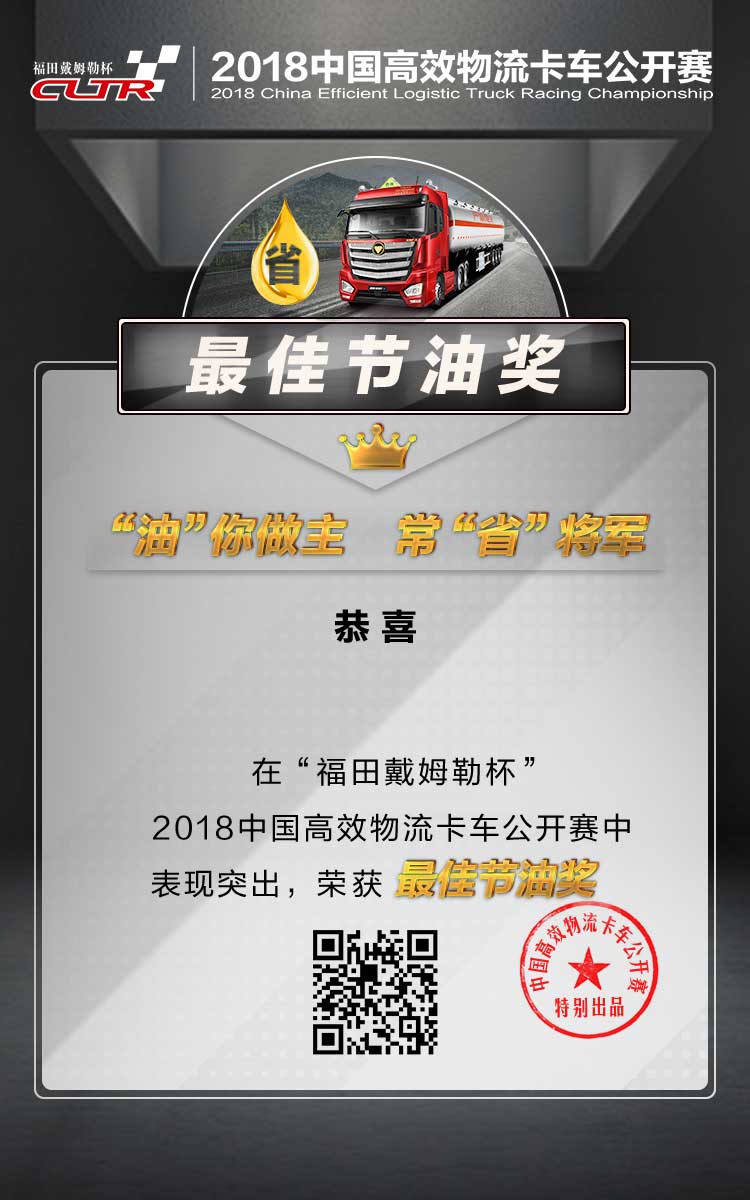 福田戴姆勒杯
CLTR
2018中国高效物流卡车公开赛
2018 China Efficient Logistic Truck Racing Championship
省
最佳节油奖
“油”你做主 常“省”将军
恭喜
在“福田戴姆勒杯”
2018中国高效物流卡车公开赛中
表现突出，荣获 最佳节油奖
中国高效物流卡车公开赛
特别出品